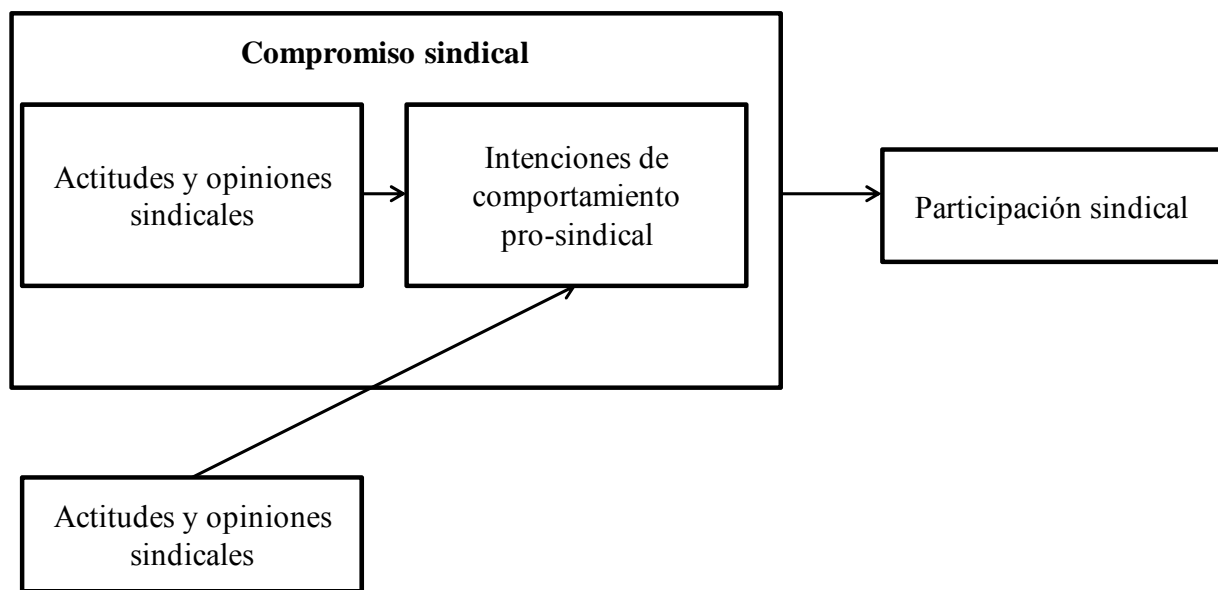 Compromiso sindical
Actitudes y opiniones
sindicales
Intenciones de
comportamiento
pro-sindical
Participación sindical
Actitudes y opiniones
sindicales